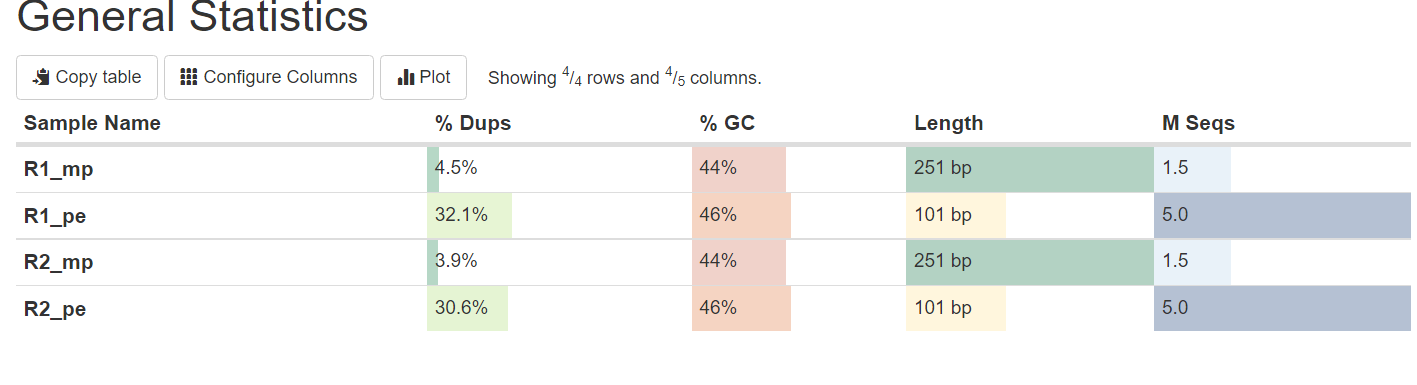 General Statistics
Copy table Configure Columns Plot Showing 4/4 rows and 4/5 columns.
Sample Name % Dups % GC Length M Seqs
R1_mp 4.5% 44% 251 bp 1.5
R1_pe 32.1% 46% 101 bp 5.0
R2_mp 3.9% 44% 251 bp 1.5
R2_pe 30.6% 46% 101 bp 5.0